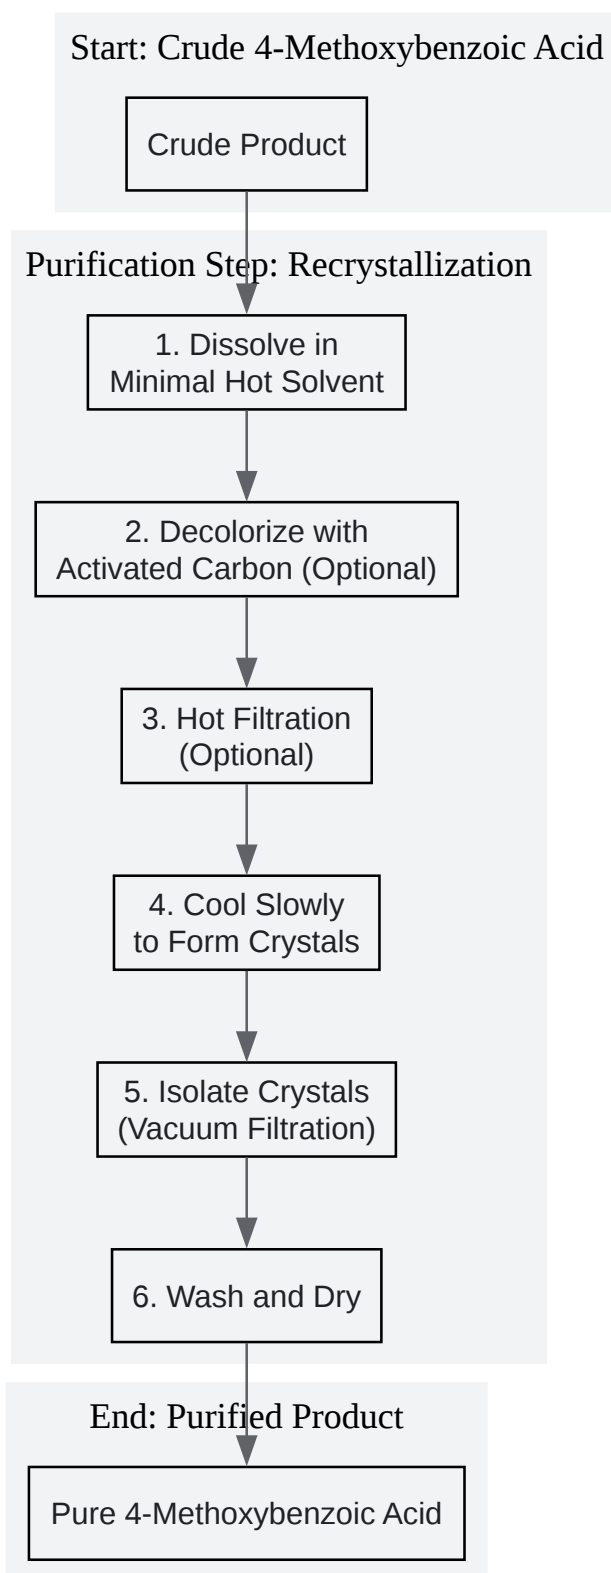 Start: Crude 4-Methoxybenzoic Acid
Crude Product
Purification Step: Recrystallization
1. Dissolve in
Minimal Hot Solvent
2. Decolorize with
Activated Carbon (Optional)
3. Hot Filtration
(Optional)
4. Cool Slowly
to Form Crystals
5. Isolate Crystals
(Vacuum Filtration)
6. Wash and Dry
End: Purified Product
Pure 4-Methoxybenzoic Acid